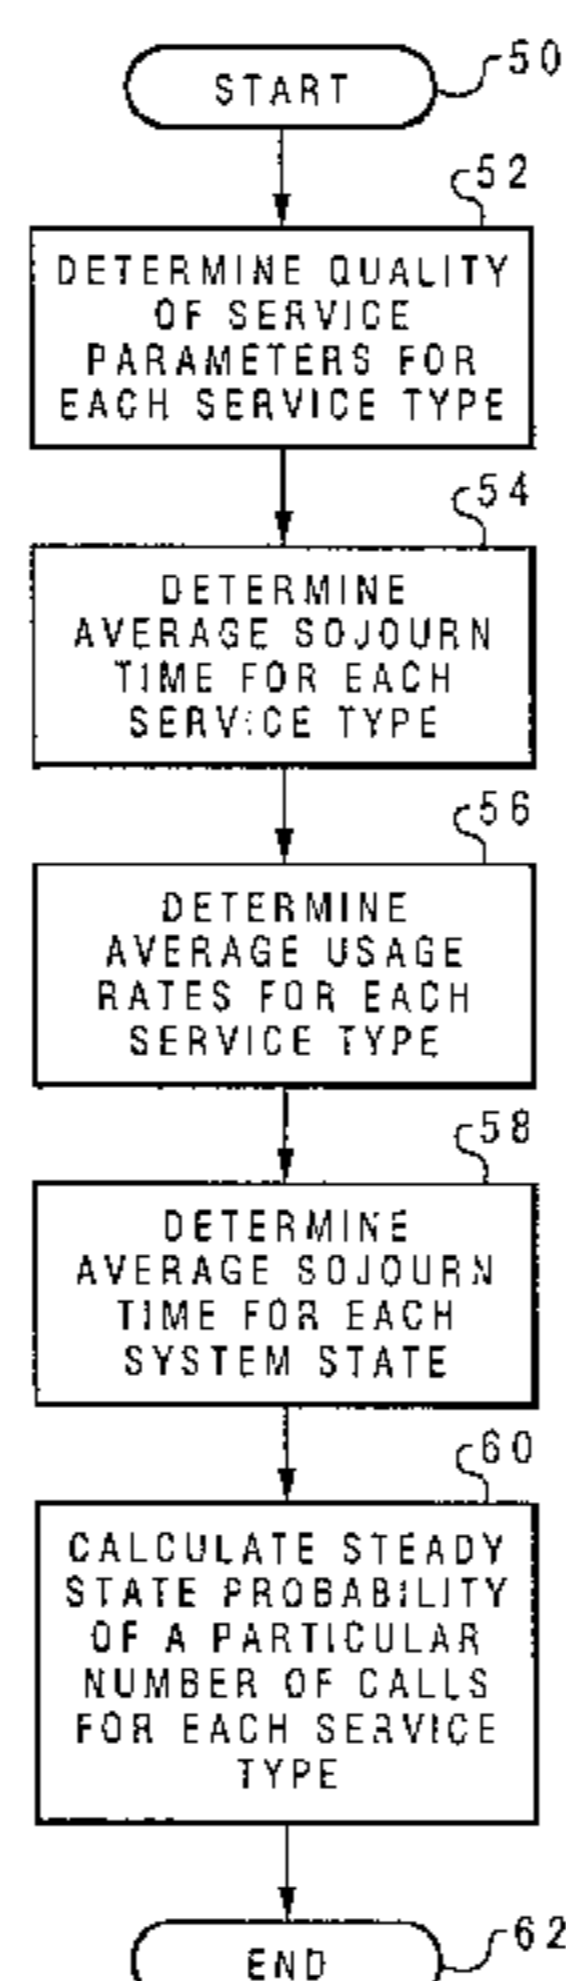 START
50
52
DETERMINE QUALITY
OF SERVICE
PARAMETERS FOR
EACH SERVICE TYPE
54
DETERMINE
AVERAGE SOJOURN
TIME FOR EACH
SERVICE TYPE
56
DETERMINE
AVERAGE USAGE
RATES FOR EACH
SERVICE TYPE
58
DETERMINE
AVERAGE SOJOURN
TIME FOR EACH
SYSTEM STATE
60
CALCULATE STEADY
STATE PROBABILITY
OF A PARTICULAR
NUMBER OF CALLS
FOR EACH SERVICE
TYPE
62
END